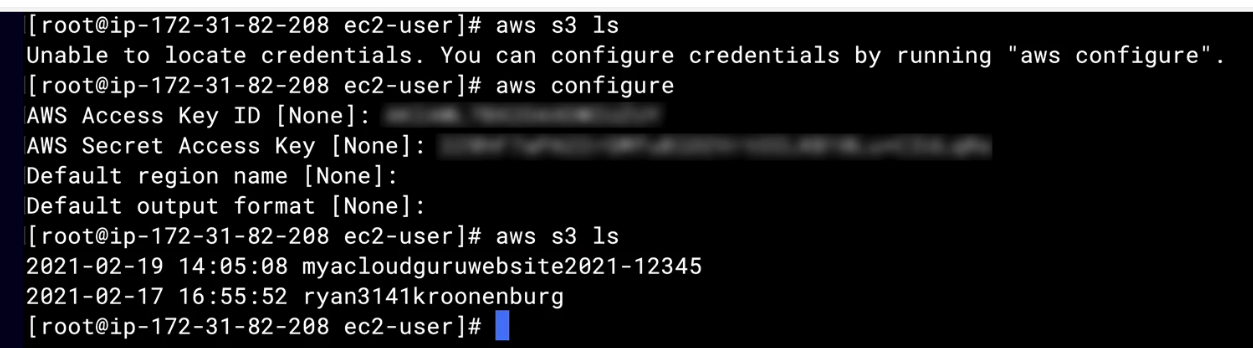 [root@ip-172-31-82-208 ec2-user]# aws s3 ls
Unable to locate credentials. You can configure credentials by running "aws configure".
[root@ip-172-31-82-208 ec2-user]# aws configure
AWS Access Key ID [None]:
AWS Secret Access Key [None]:
Default region name [None]:
Default output format [None]:
[root@ip-172-31-82-208 ec2-user]# aws s3 ls
2021-02-19 14:05:08 myacloudguruwebsite2021-12345
2021-02-17 16:55:52 ryan3141kroonenburg
[root@ip-172-31-82-208 ec2-user]#